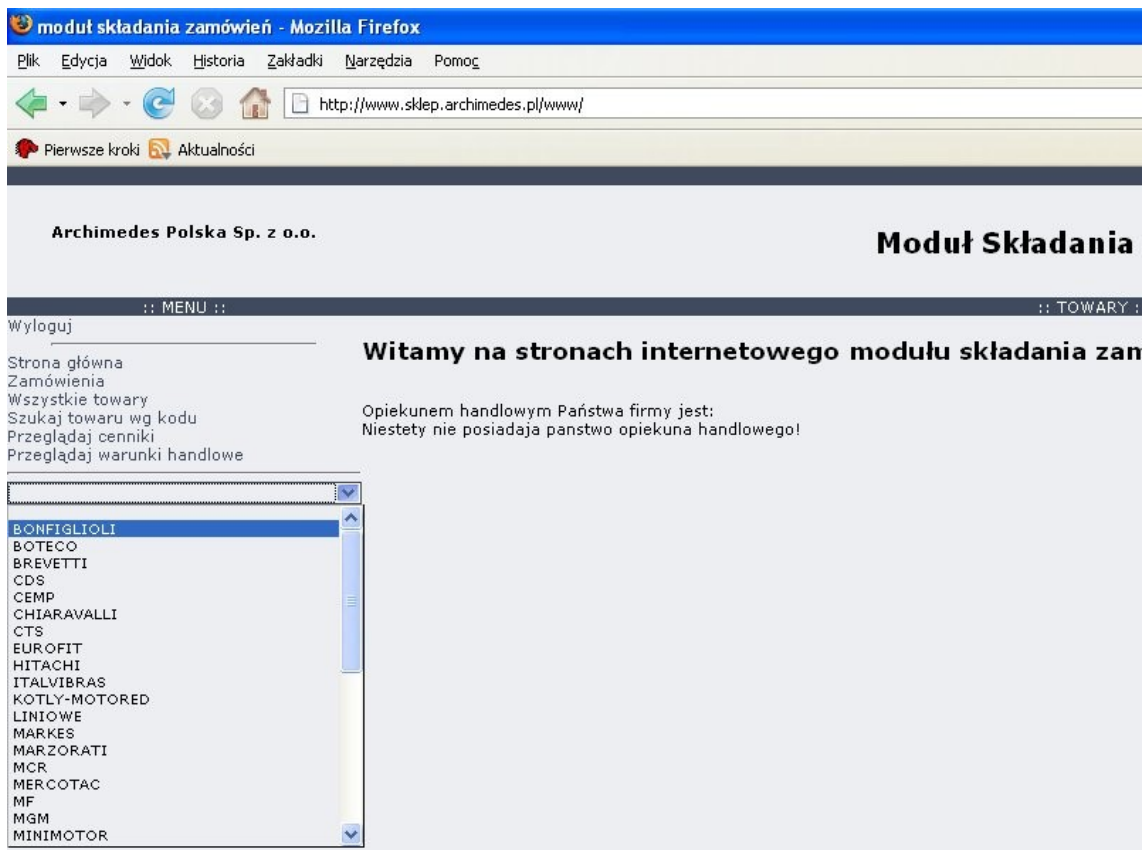 moduł składania zamówień - Mozilla Firefox
Plik Edycja Widok Historia Zakładki Narzędzia Pomoc
http://www.sklep.archimedes.pl/www/
Pierwsze kroki Aktualności
Archimedes Polska Sp. z o.o.
Moduł Składania
:: MENU ::
:: TOWARY :
Wyloguj
Strona główna
Zamówienia
Wszystkie towary
Szukaj towaru wg kodu
Przeglądaj cenniki
Przeglądaj warunki handlowe
Witamy na stronach internetowego modułu składania zam
Opiekunem handlowym Państwa firmy jest:
Niestety nie posiadaja panstwo opiekuna handlowego!
BONFIGLIOLI
BOTECO
BREVETTI
CDS
CEMP
CHIARAVALLI
CTS
EUROFIT
HITACHI
ITALVIBRAS
KOTLY-MOTORED
LINIOWE
MARKES
MARZORATI
MCR
MERCOTAC
MF
MGM
MINIMOTOR